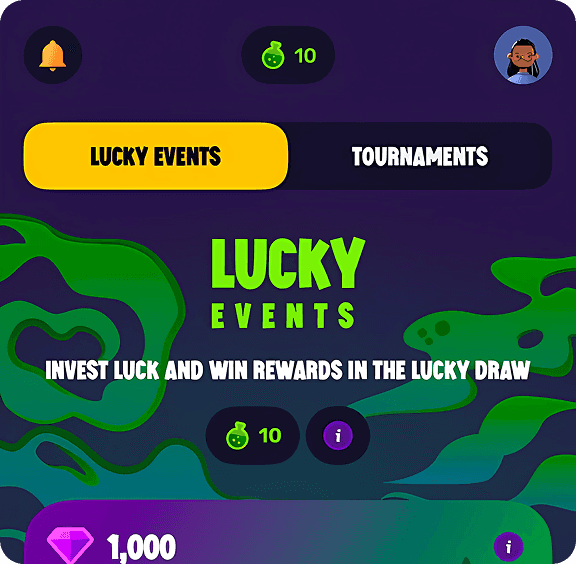 10
LUCKY EVENTS
TOURNAMENTS
LUCKY
EVENTS
INVEST LUCK AND WIN REWARDS IN THE LUCKY DRAW
10
i
1,000
i